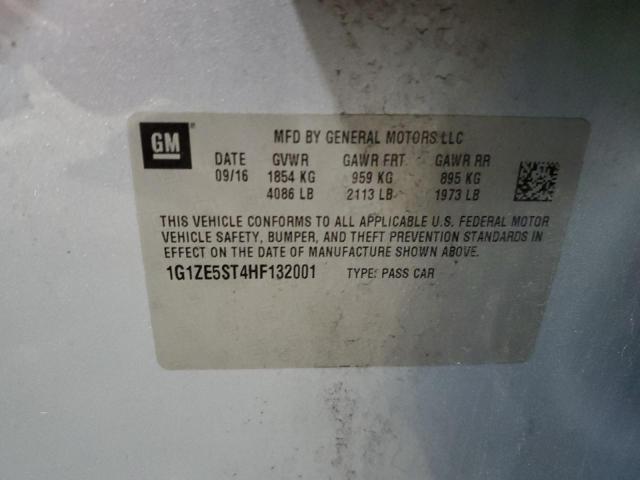 GM®
MFD BY GENERAL MOTORS LLC
DATE GVWR GAWR FRT GAWR RR
09/16 1854 KG 959 KG 895 KG
4086 LB 2113 LB 1973 LB
THIS VEHICLE CONFORMS TO ALL APPLICABLE U.S. FEDERAL MOTOR
VEHICLE SAFETY, BUMPER, AND THEFT PREVENTION STANDARDS IN
EFFECT ON THE DATE OF MANUFACTURE SHOWN ABOVE.
1G1ZE5ST4HF132001 TYPE: PASS CAR